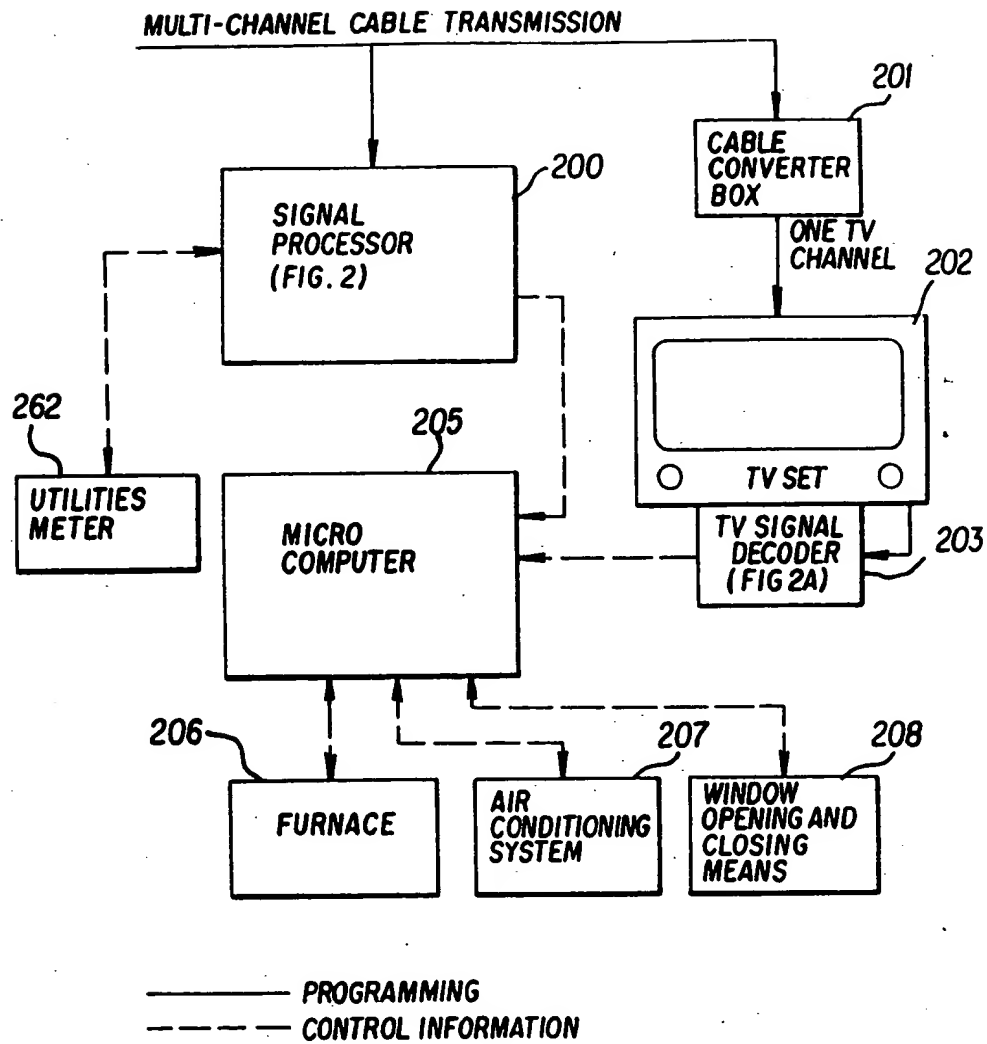 MULTI-CHANNEL CABLE TRANSMISSION
201
CABLE
CONVERTER
BOX
200
SIGNAL
PROCESSOR
(FIG. 2)
ONE TV
CHANNEL
202
TV SET
262
UTILITIES
METER
205
MICRO
COMPUTER
TV SIGNAL
DECODER
(FIG 2A)
203
206
FURNACE
207
AIR
CONDITIONING
SYSTEM
208
WINDOW
OPENING AND
CLOSING
MEANS
PROGRAMMING
CONTROL INFORMATION